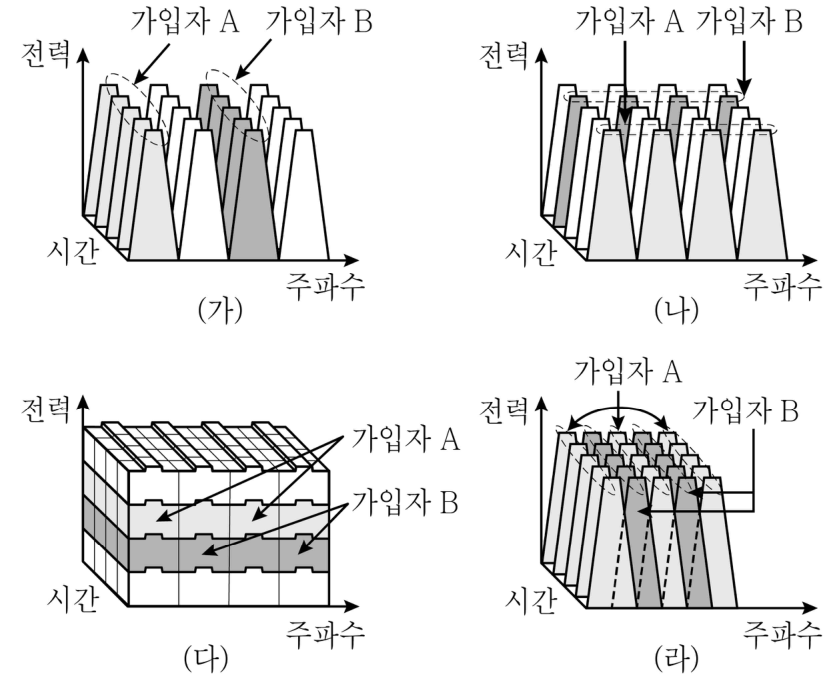 가입자 A 가입자 B
전력
시간
주파수
(가)
가입자 A 가입자 B
전력
시간
주파수
(나)
전력
가입자 A
가입자 B
시간
주파수
(다)
가입자 A
전력
가입자 B
시간
주파수
(라)